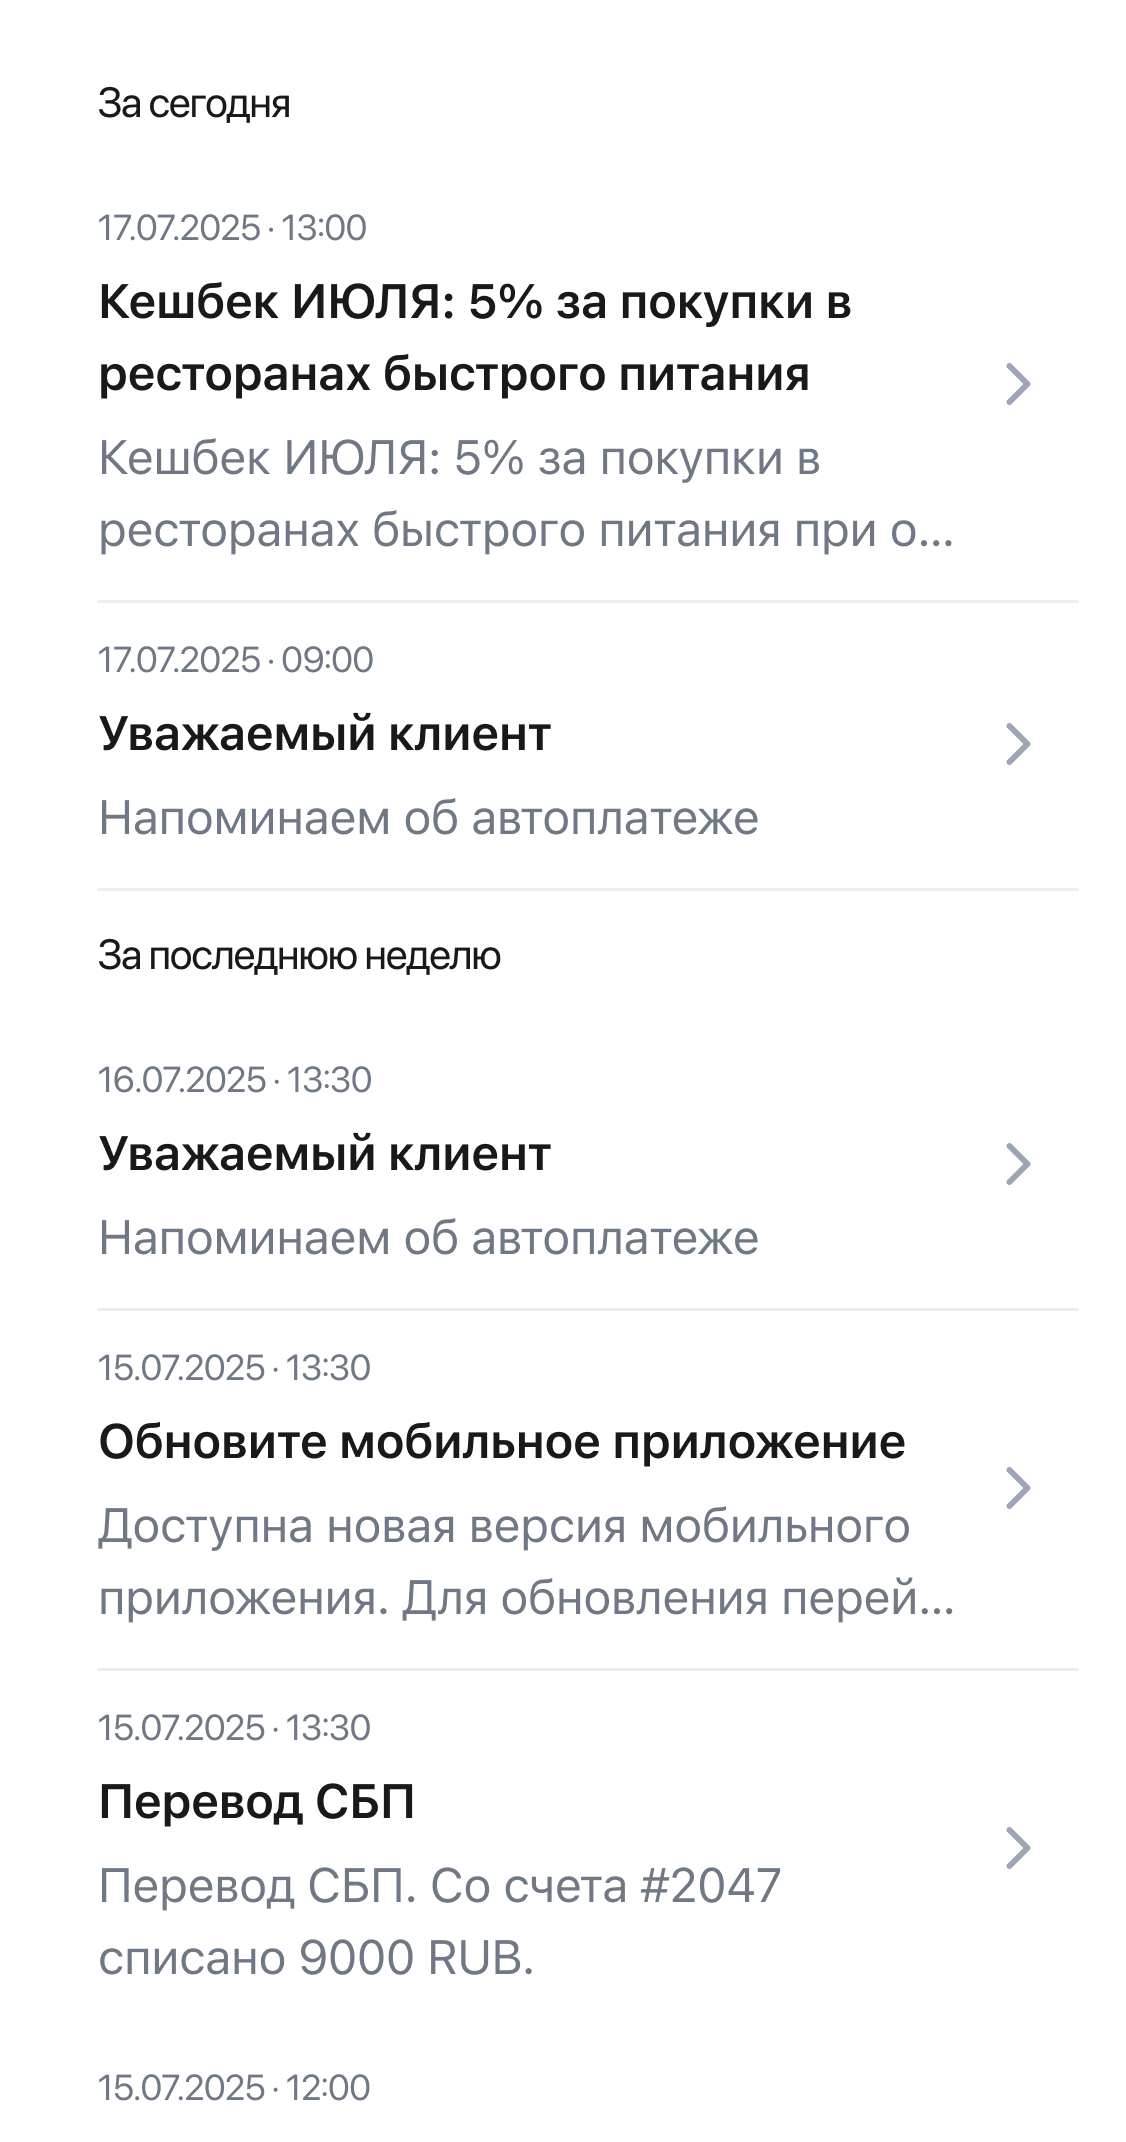 За сегодня
17.07.2025 · 13:00
Кешбек ИЮЛЯ: 5% за покупки в
ресторанах быстрого питания
Кешбек ИЮЛЯ: 5% за покупки в
ресторанах быстрого питания при о...
17.07.2025 · 09:00
Уважаемый клиент
Напоминаем об автоплатеже
За последнюю неделю
16.07.2025 · 13:30
Уважаемый клиент
Напоминаем об автоплатеже
15.07.2025 · 13:30
Обновите мобильное приложение
Доступна новая версия мобильного
приложения. Для обновления перей...
15.07.2025 · 13:30
Перевод СБП
Перевод СБП. Со счета #2047
списано 9000 RUB.
15.07.2025 · 12:00